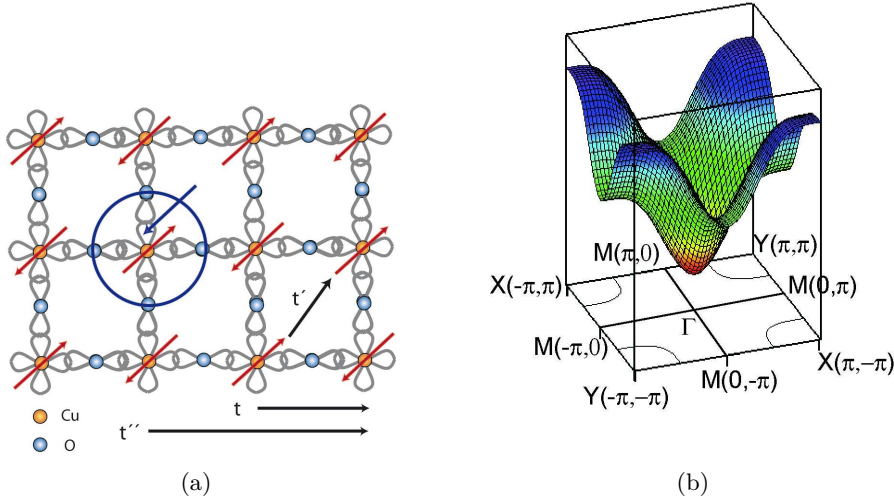 t´
t
t´´
Cu
O
(a)
M(π,0)
Y(π,π)
X(-π,π)
M(0,π)
M(-π,0)
Γ
X(π,−π)
Y(-π,−π)
M(0,-π)
(b)